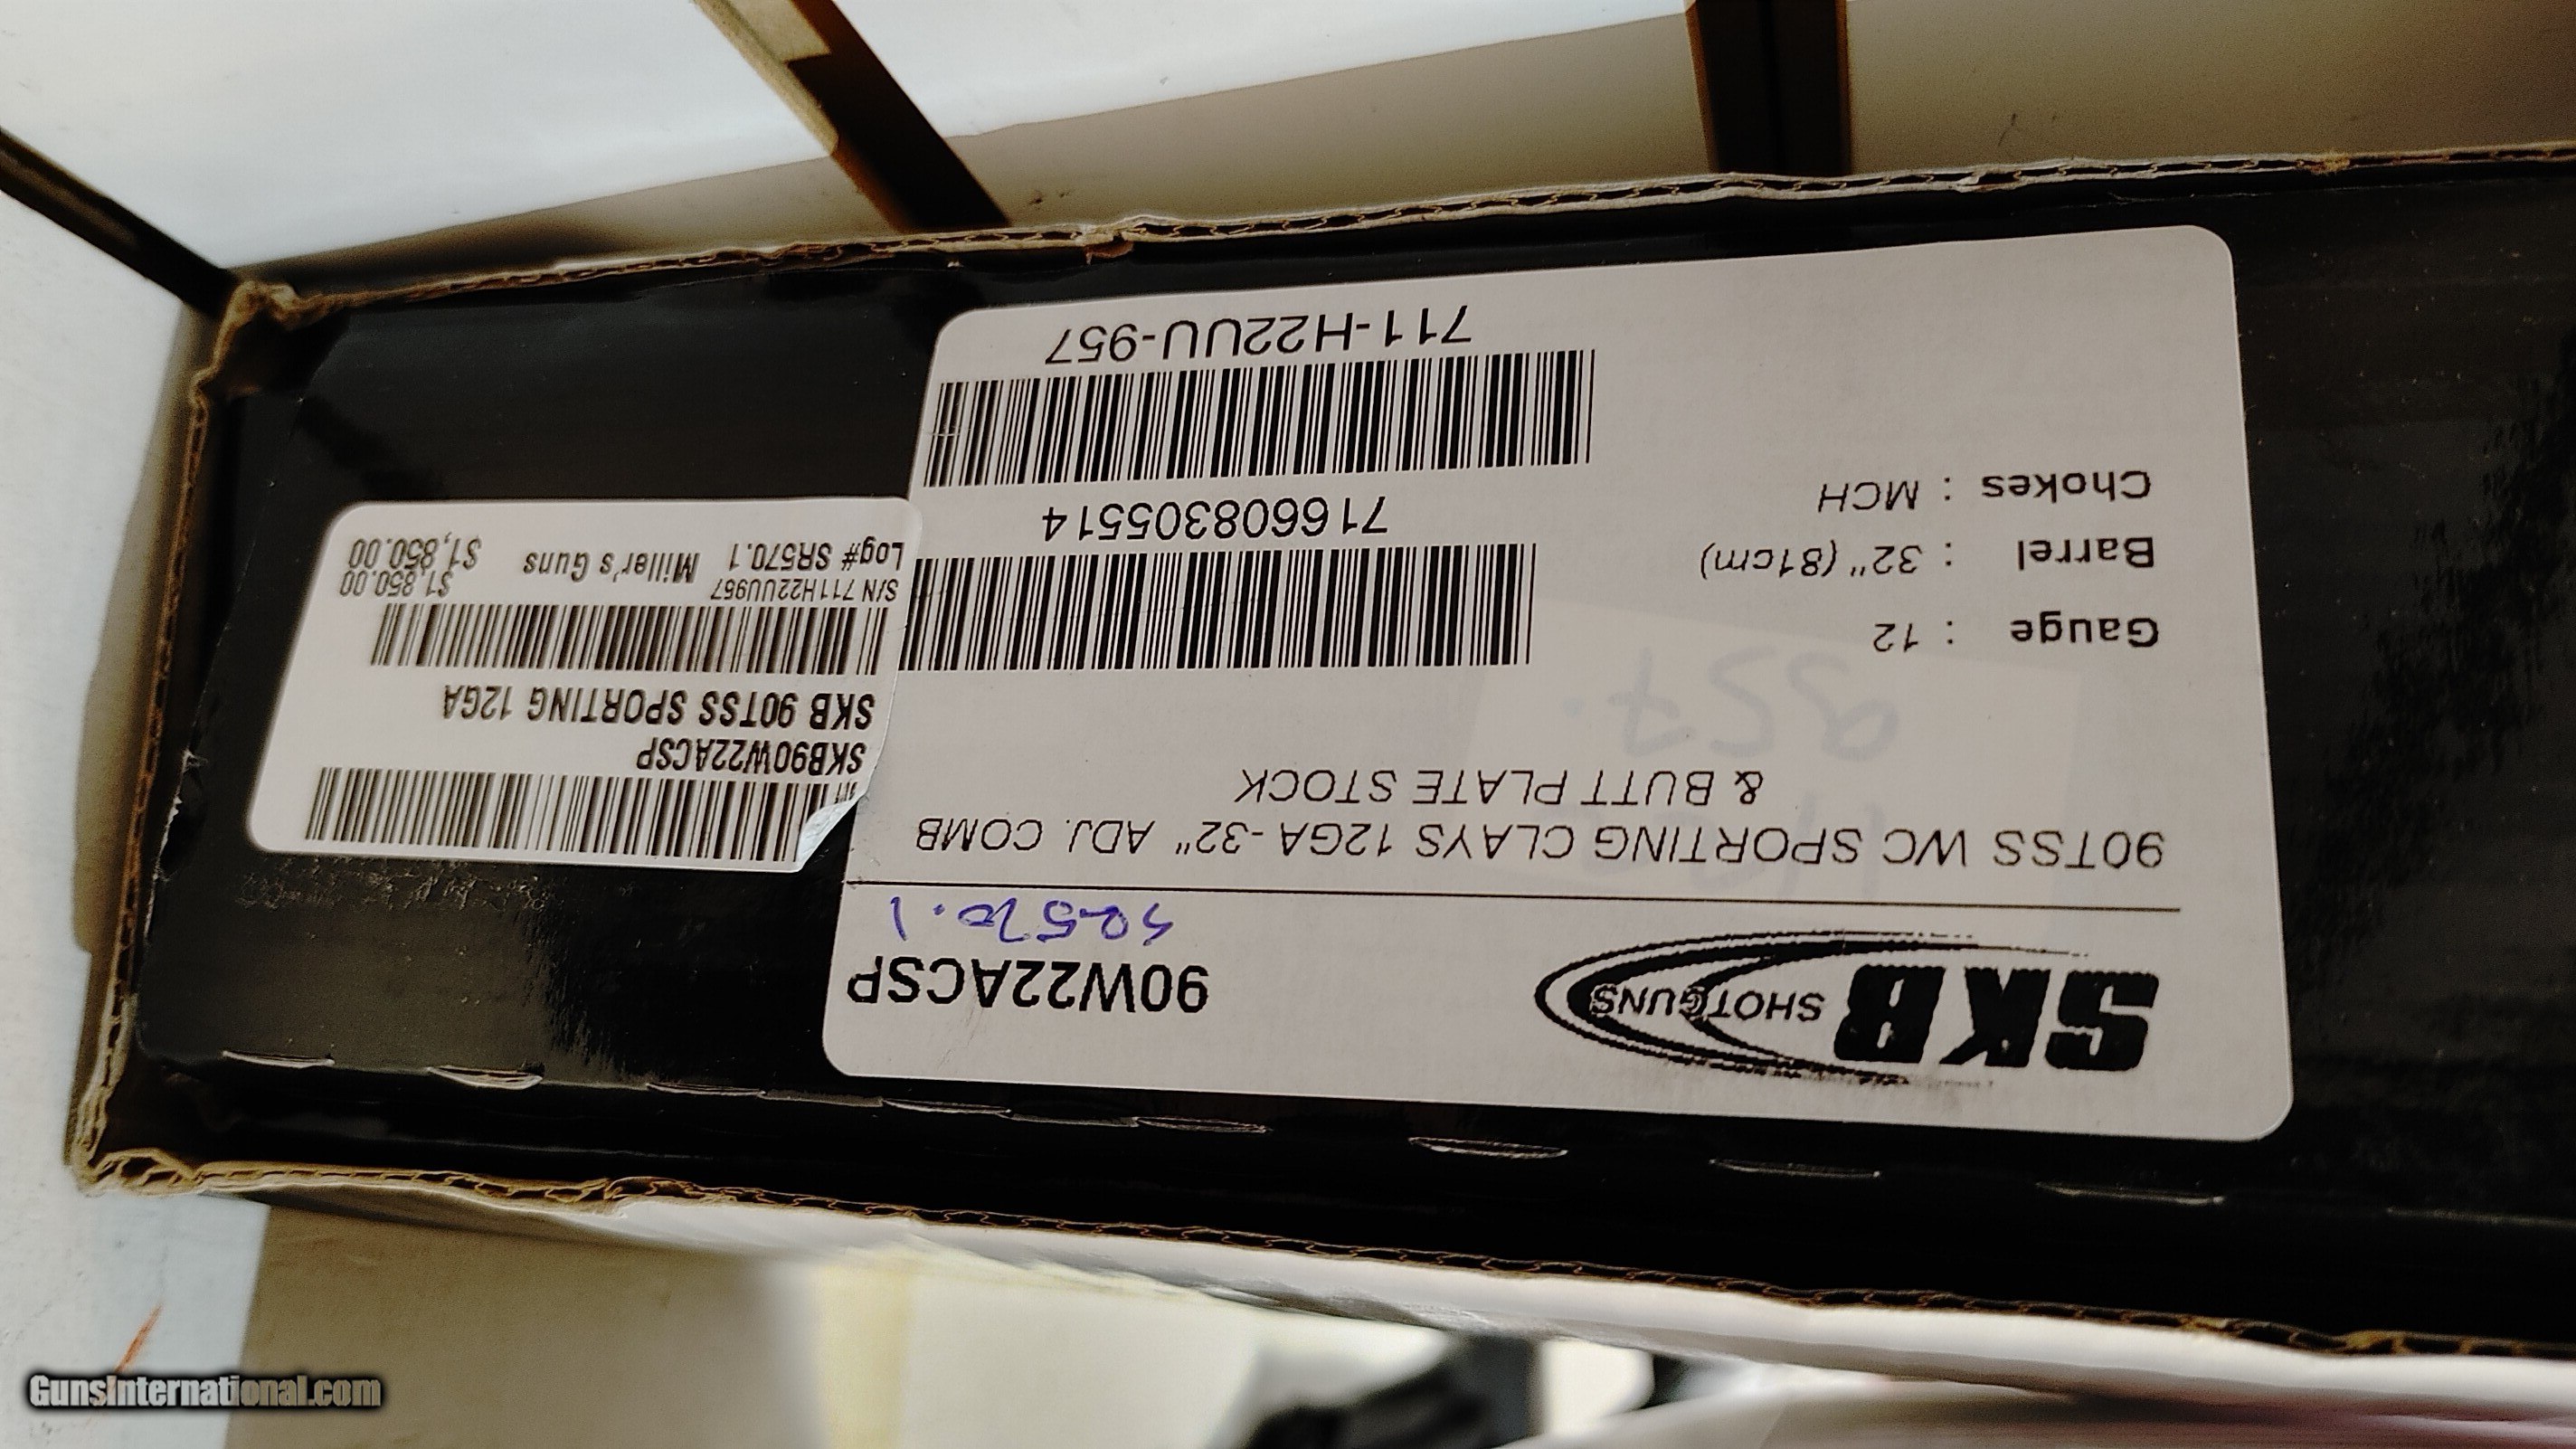 SKB
SHOTGUNS
90W22ACSP
90TSS WC SPORTING CLAYS 12GA-32" ADJ. COMB
& BUTT PLATE STOCK
Gauge : 12
Barrel : 32" (81cm)
Chokes : MCH
716608305514
711-H22UU-957
957
SKB90W22ACSP
SKB 90TSS SPORTING 12GA
S/N 711H22UU957 $1,850.00
Log# SR570.1 Miller's Guns $1,850.00
GunsInternational.com